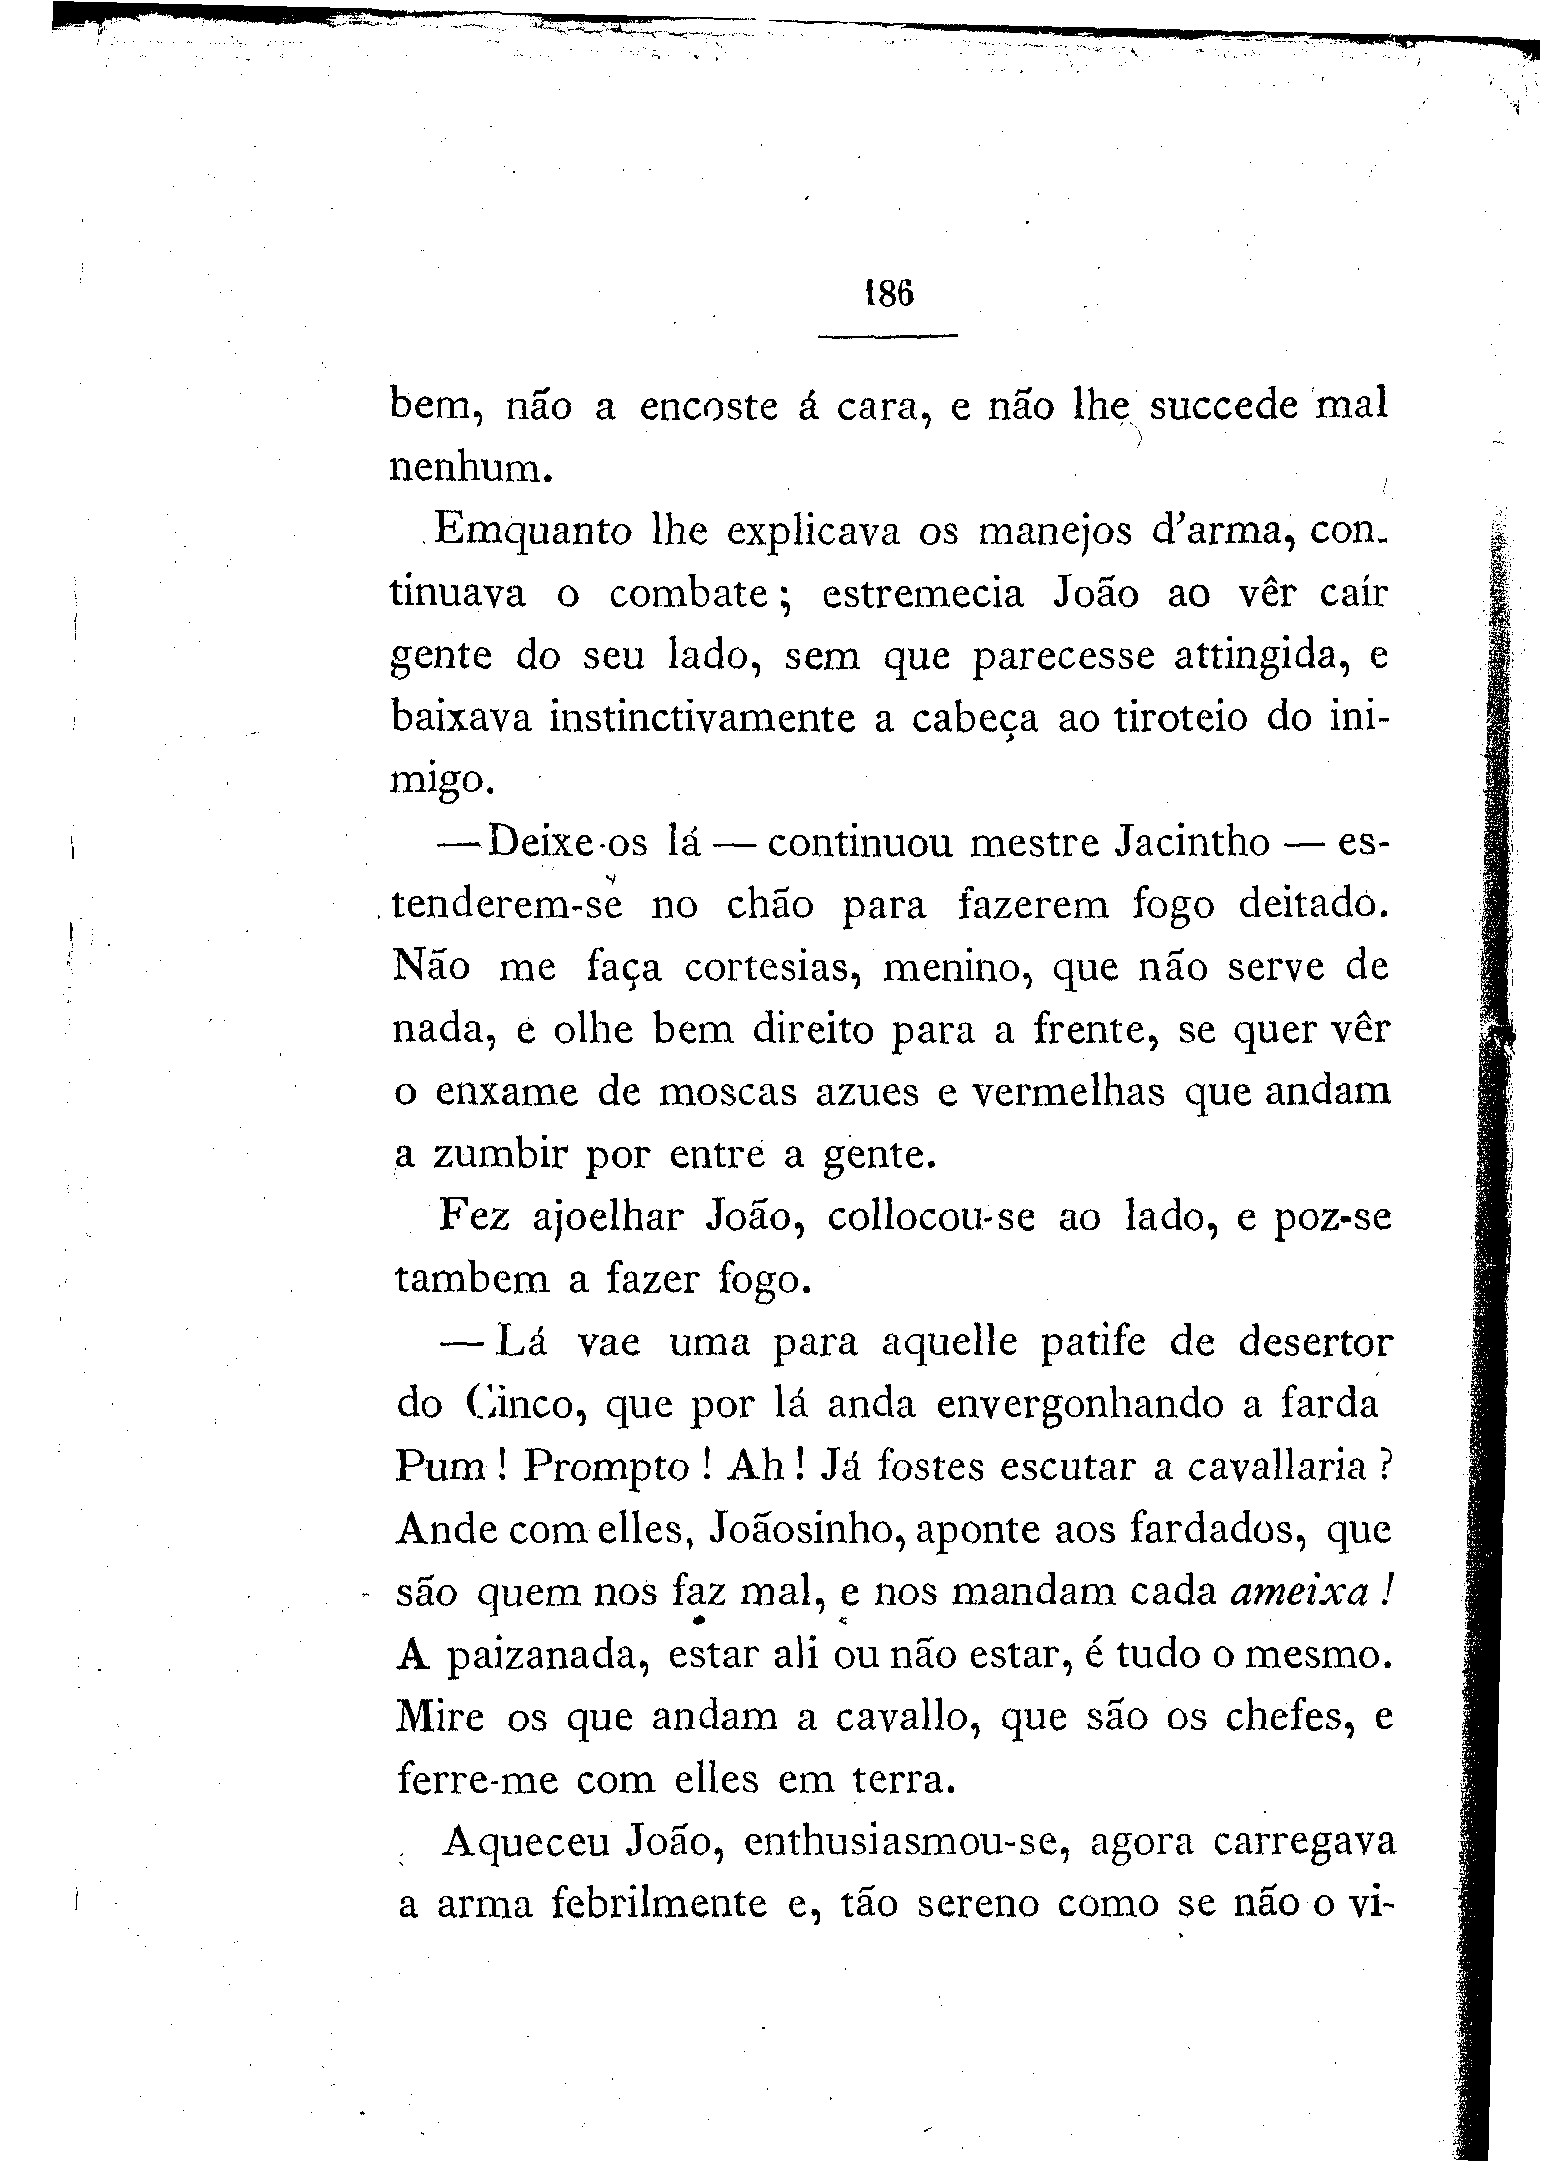 186
bem, não a encoste á cara, e não lhe succede mal
nenhum.
Emquanto lhe explicava os manejos d'arma, con-
tinuava o combate ; estremecia João ao vêr caír
gente do seu lado, sem que parecesse attingida, e
baixava instinctivamente a cabeça ao tiroteio do ini-
migo.
— Deixe-os lá — continuou mestre Jacintho — es-
tenderem-se no chão para fazerem fogo deitado.
Não me faça cortesias, menino, que não serve de
nada, e olhe bem direito para a frente, se quer vêr
o enxame de moscas azues e vermelhas que andam
a zumbir por entre a gente.
Fez ajoelhar João, collocou-se ao lado, e poz-se
tambem a fazer fogo.
— Lá vae uma para aquelle patife de desertor
do Cinco, que por lá anda envergonhando a farda
Pum ! Prompto ! Ah ! Já fostes escutar a cavallaria ?
Ande com elles, Joãosinho, aponte aos fardados, que
são quem nos faz mal, e nos mandam cada ameixa !
A paizanada, estar ali ou não estar, é tudo o mesmo.
Mire os que andam a cavallo, que são os chefes, e
ferre-me com elles em terra.
Aqueceu João, enthusiasmou-se, agora carregava
a arma febrilmente e, tão sereno como se não o vi-